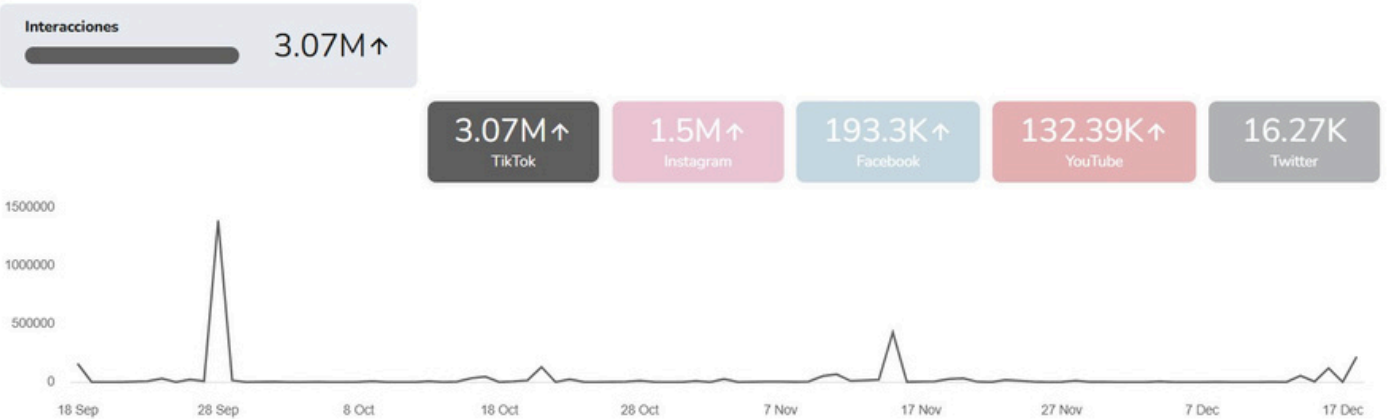 Interacciones
3.07M↑
3.07M↑ 1.5M↑ 193.3K↑ 132.39K↑ 16.27K
TikTok Instagram Facebook YouTube Twitter
1500000
1000000
500000
0
18 Sep 28 Sep 8 Oct 18 Oct 28 Oct 7 Nov 17 Nov 27 Nov 7 Dec 17 Dec